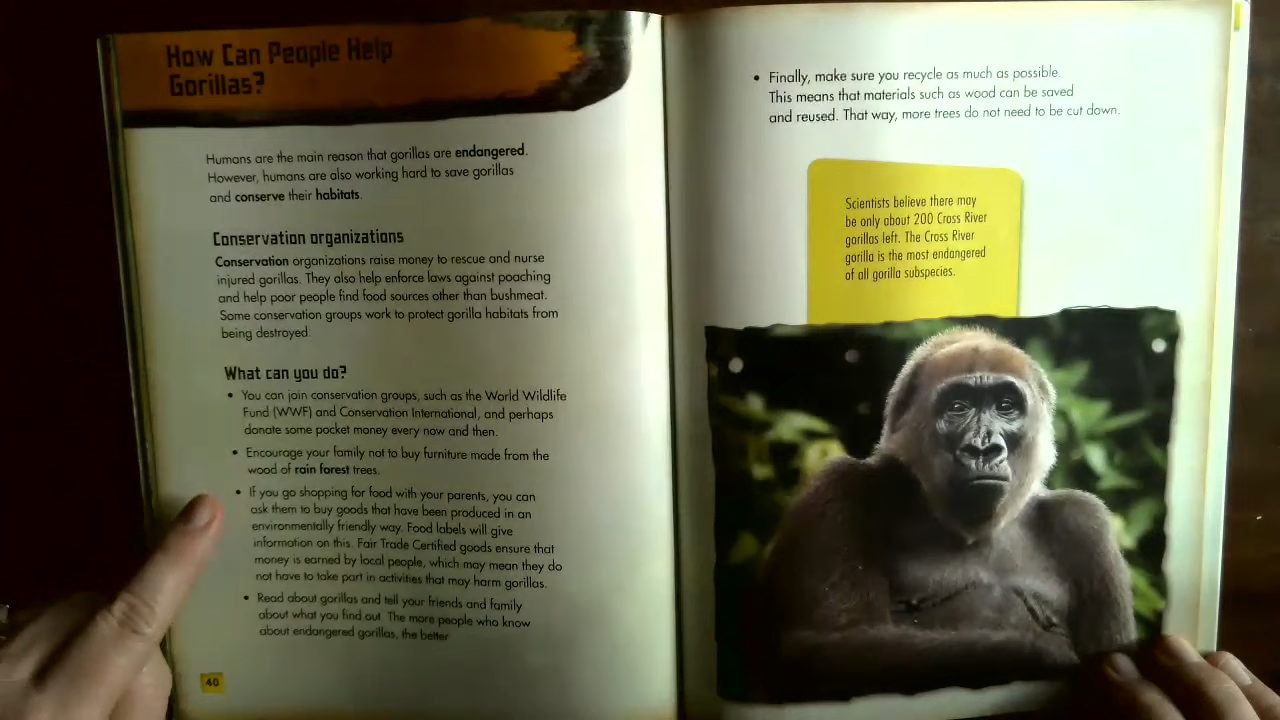 How Can People Help
Gorillas?
Humans are the main reason that gorillas are endangered.
However, humans are also working hard to save gorillas
and conserve their habitats.
Conservation organizations
Conservation organizations raise money to rescue and nurse
injured gorillas. They also help enforce laws against poaching
and help poor people find food sources other than bushmeat.
Some conservation groups work to protect gorilla habitats from
being destroyed.
What can you do?
• You can join conservation groups, such as the World Wildlife
Fund (WWF) and Conservation International, and perhaps
donate some pocket money every now and then.
• Encourage your family not to buy furniture made from the
wood of rain forest trees.
• If you go shopping for food with your parents, you can
ask them to buy goods that have been produced in an
environmentally friendly way. Food labels will give
information on this. Fair Trade Certified goods ensure that
money is earned by local people, which may mean they do
not have to take part in activities that may harm gorillas.
• Read about gorillas and tell your friends and family
about what you find out. The more people who know
about endangered gorillas, the better
40
• Finally, make sure you recycle as much as possible.
This means that materials such as wood can be saved
and reused. That way, more trees do not need to be cut down.
Scientists believe there may
be only about 200 Cross River
gorillas left. The Cross River
gorilla is the most endangered
of all gorilla subspecies.